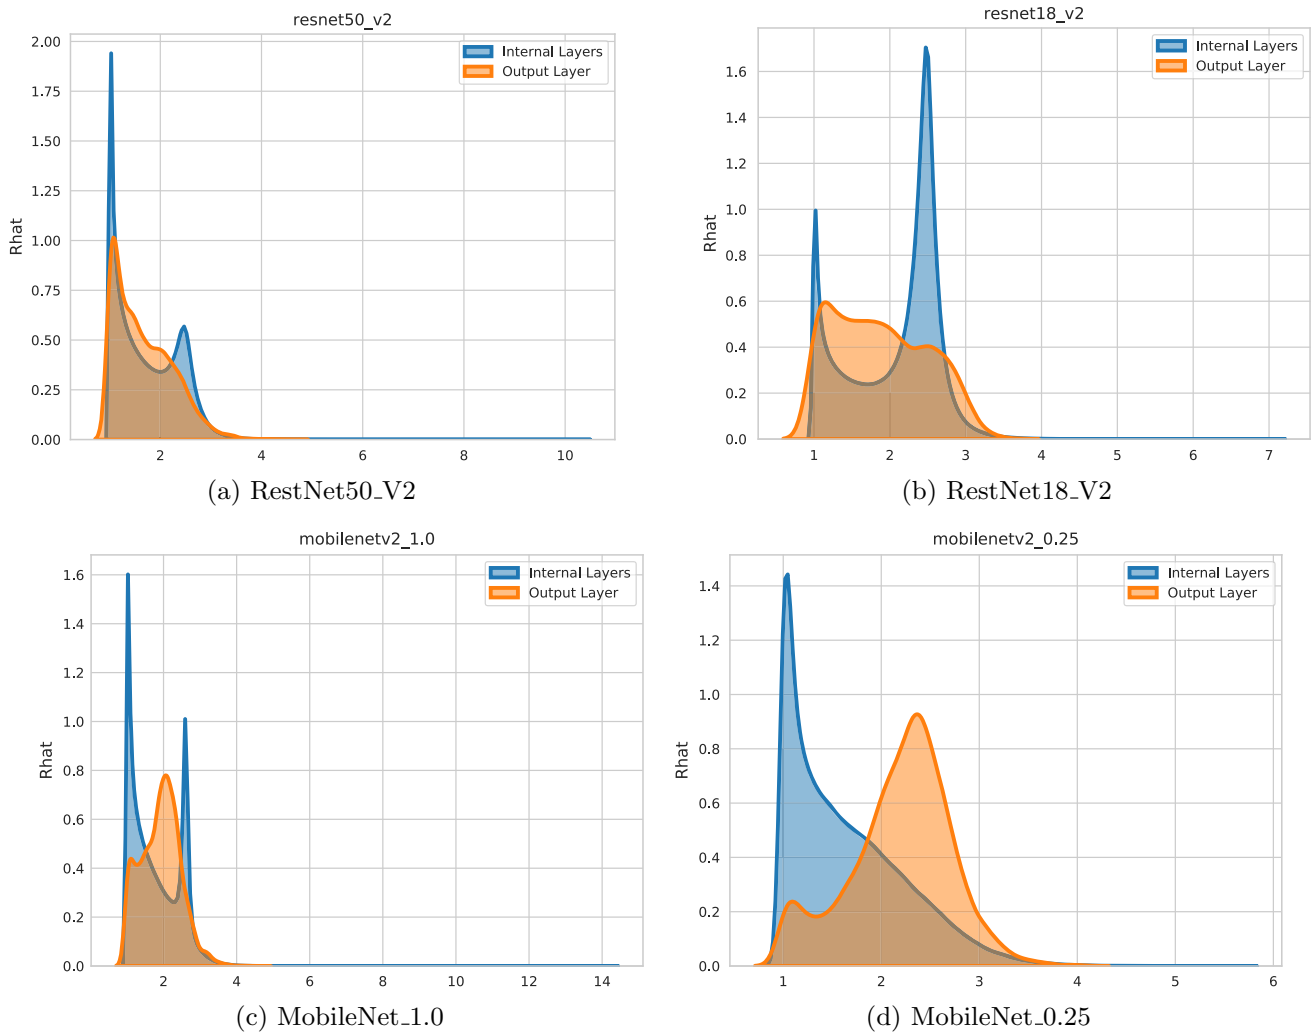 resnet50_v2
Internal Layers
Output Layer
Rhat
2.00
1.75
1.50
1.25
1.00
0.75
0.50
0.25
0.00
2 4 6 8 10
(a) RestNet50_V2
resnet18_v2
Internal Layers
Output Layer
Rhat
1.6
1.4
1.2
1.0
0.8
0.6
0.4
0.2
0.0
1 2 3 4 5 6 7
(b) RestNet18_V2
mobilenetv2_1.0
Internal Layers
Output Layer
Rhat
1.6
1.4
1.2
1.0
0.8
0.6
0.4
0.2
0.0
2 4 6 8 10 12 14
(c) MobileNet_1.0
mobilenetv2_0.25
Internal Layers
Output Layer
Rhat
1.4
1.2
1.0
0.8
0.6
0.4
0.2
0.0
1 2 3 4 5 6
(d) MobileNet_0.25